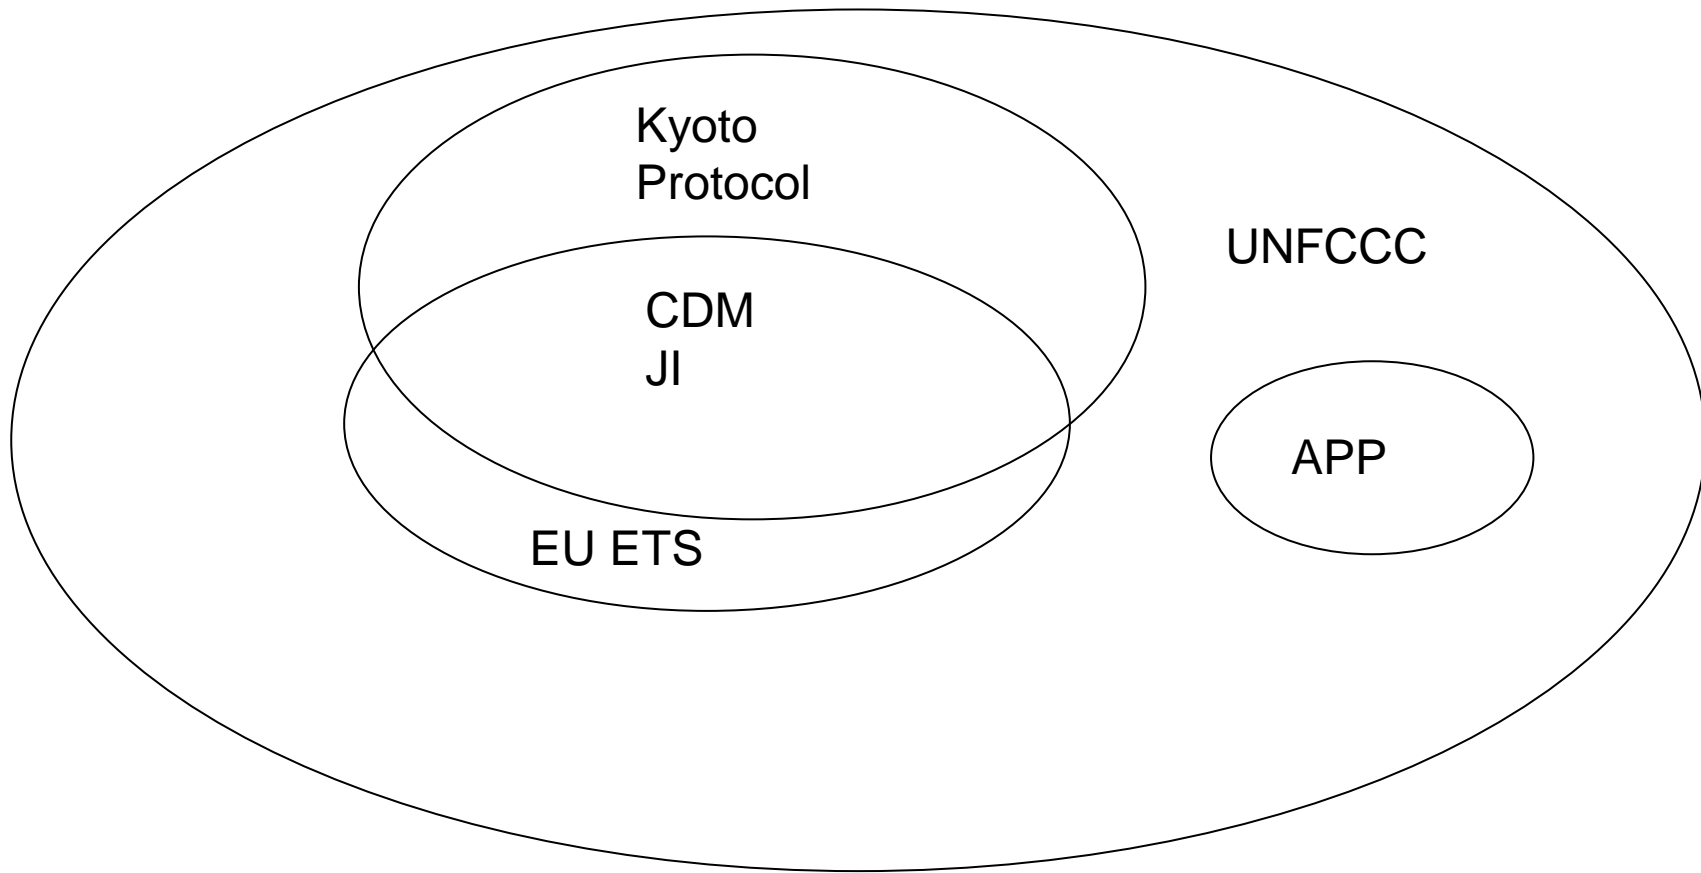 Kyoto
Protocol
UNFCCC
CDM
JI
APP
EU ETS